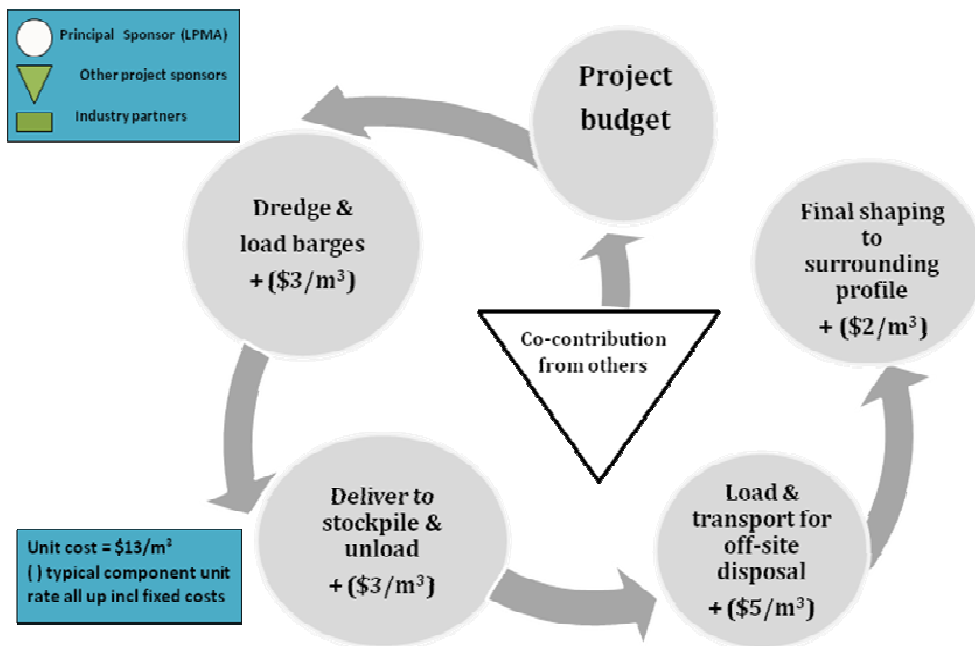 Principal Sponsor (LPMA)
Other project sponsors
Industry partners
Project
budget
Dredge &
load barges
+ ($3/m³)
Co-contribution
from others
Final shaping
to
surrounding
profile
+ ($2/m³)
Deliver to
stockpile &
unload
+ ($3/m³)
Load &
transport for
off-site
disposal
+ ($5/m³)
Unit cost = $13/m³
( ) typical component unit
rate all up incl fixed costs